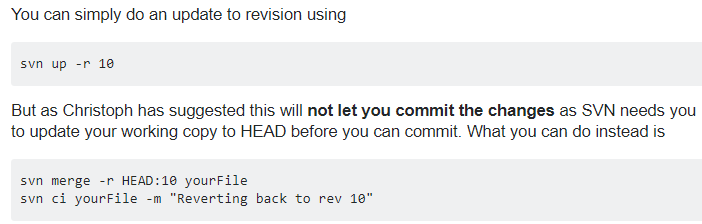 You can simply do an update to revision using
svn up -r 10
But as Christoph has suggested this will not let you commit the changes as SVN needs you
to update your working copy to HEAD before you can commit. What you can do instead is
svn merge -r HEAD:10 yourFile
svn ci yourFile -m "Reverting back to rev 10"